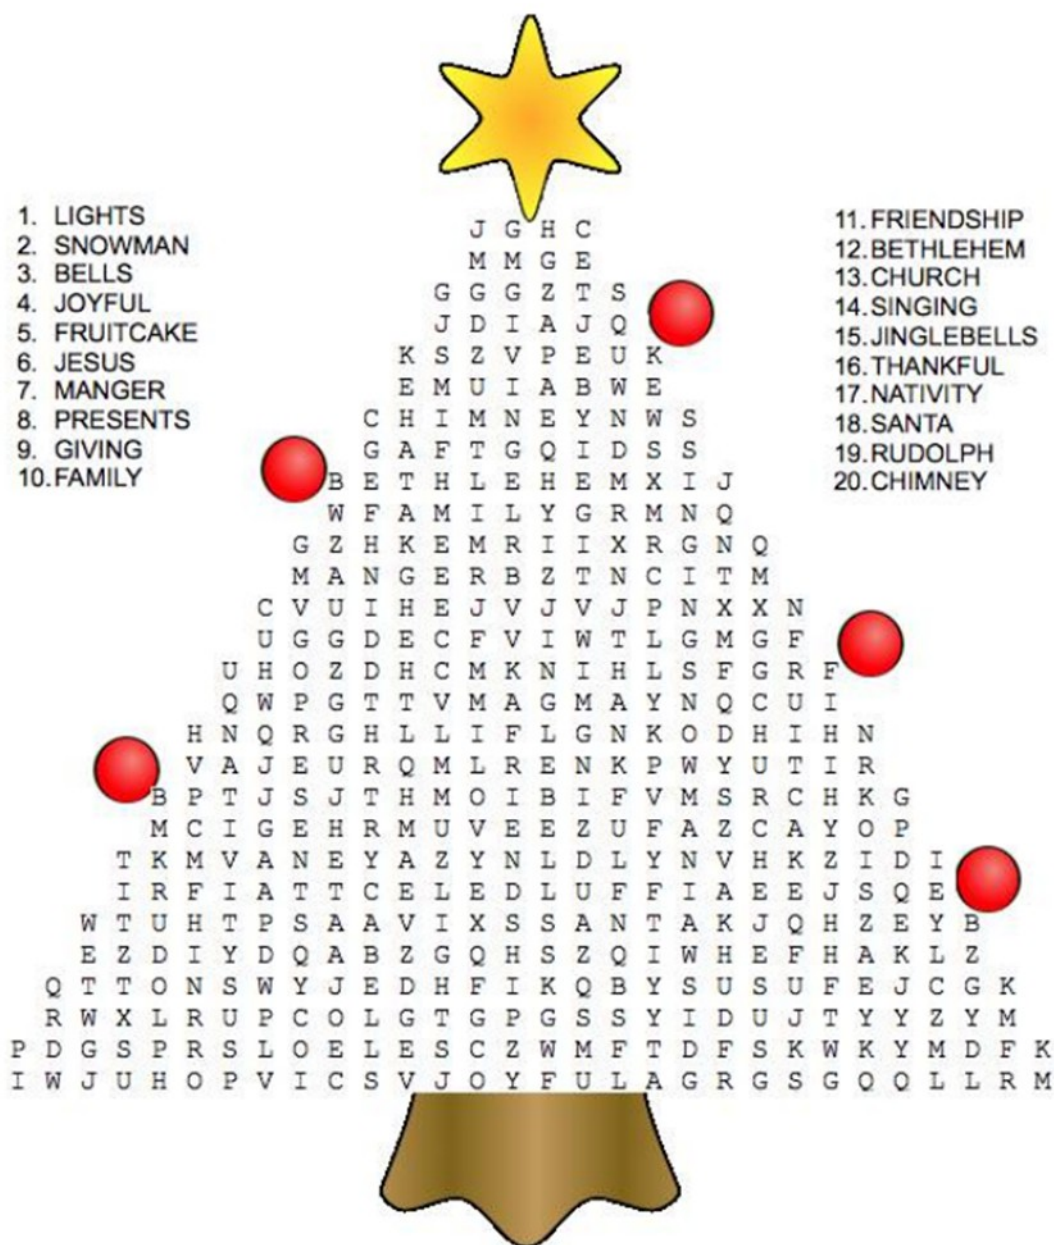 1. LIGHTS
2. SNOWMAN
3. BELLS
4. JOYFUL
5. FRUITCAKE
6. JESUS
7. MANGER
8. PRESENTS
9. GIVING
10. FAMILY
11. FRIENDSHIP
12. BETHLEHEM
13. CHURCH
14. SINGING
15. JINGLEBELLS
16. THANKFUL
17. NATIVITY
18. SANTA
19. RUDOLPH
20. CHIMNEY
J G H C
M M G E
G G G Z T S
J D I A J Q
K S Z V P E U K
E M U I A B W E
C H I M N E Y N W S
G A F T G Q I D S S
B E T H L E H E M X I J
W F A M I L Y G R M N Q
G Z H K E M R I I X R G N Q
M A N G E R B Z T N C I T M
C V U I H E J V J V J P N X X N
U G G D E C F V I W T L G M G F
U H O Z D H C M K N I H L S F G R F
Q W P G T T V M A G M A Y N Q C U I
H N Q R G H L L I F L G N K O D H I H N
V A J E U R Q M L R E N K P W Y U T I R
B P T J S J T H M O I B I F V M S R C H K G
M C I G E H R M U V E E Z U F A Z C A Y O P
T K M V A N E Y A Z Y N L D L Y N V H K Z I D I
I R F I A T T C E L E D L U F F I A E E J S Q E
W T U H T P S A A V I X S S A N T A K J Q H Z E Y B
E Z D I Y D Q A B Z G Q H S Z Q I W H E F H A K L Z
Q T T O N S W Y J E D H F I K Q B Y S U S U F E J C G K
R W X L R U P C O L G T G P G S S Y I D U J T Y Y Z Y M
P D G S P R S L O E L E S C Z W M F T D F S K W K Y M D F K
I W J U H O P V I C S V J O Y F U L A G R G S G Q Q L L R M